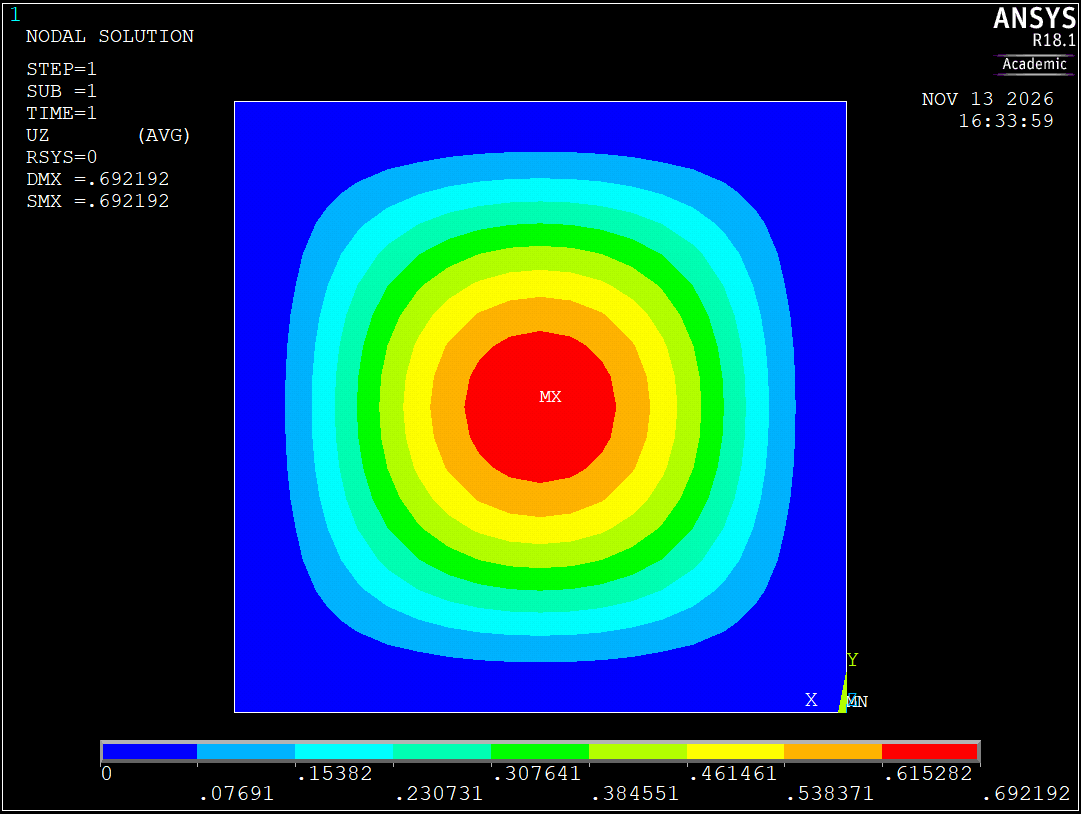 1
NODAL SOLUTION
STEP=1
SUB =1
TIME=1
UZ (AVG)
RSYS=0
DMX =.692192
SMX =.692192
ANSYS
R18.1
Academic
NOV 13 2026
16:33:59
MX
Y
X
MN
0 .15382 .307641 .461461 .615282
.07691 .230731 .384551 .538371 .692192